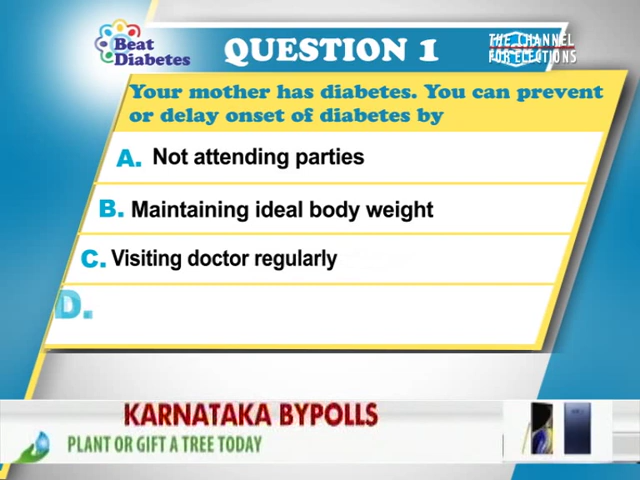 Beat
Diabetes
QUESTION 1
THE CHANNEL
FOR ELECTIONS
Your mother has diabetes. You can prevent
or delay onset of diabetes by
A. Not attending parties
B. Maintaining ideal body weight
C. Visiting doctor regularly
D.
KARNATAKA BYPOLLS
PLANT OR GIFT A TREE TODAY